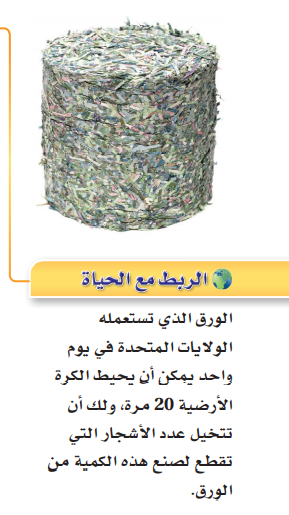 الربط مع الحياة
الورق الذي تستعمله
الولايات المتحدة في يوم
واحد يمكن أن يحيط الكرة
الأرضية 20 مرة، ولك أن
تتخيل عدد الأشجار التي
تقطع لصنع هذه الكمية من
الورق.